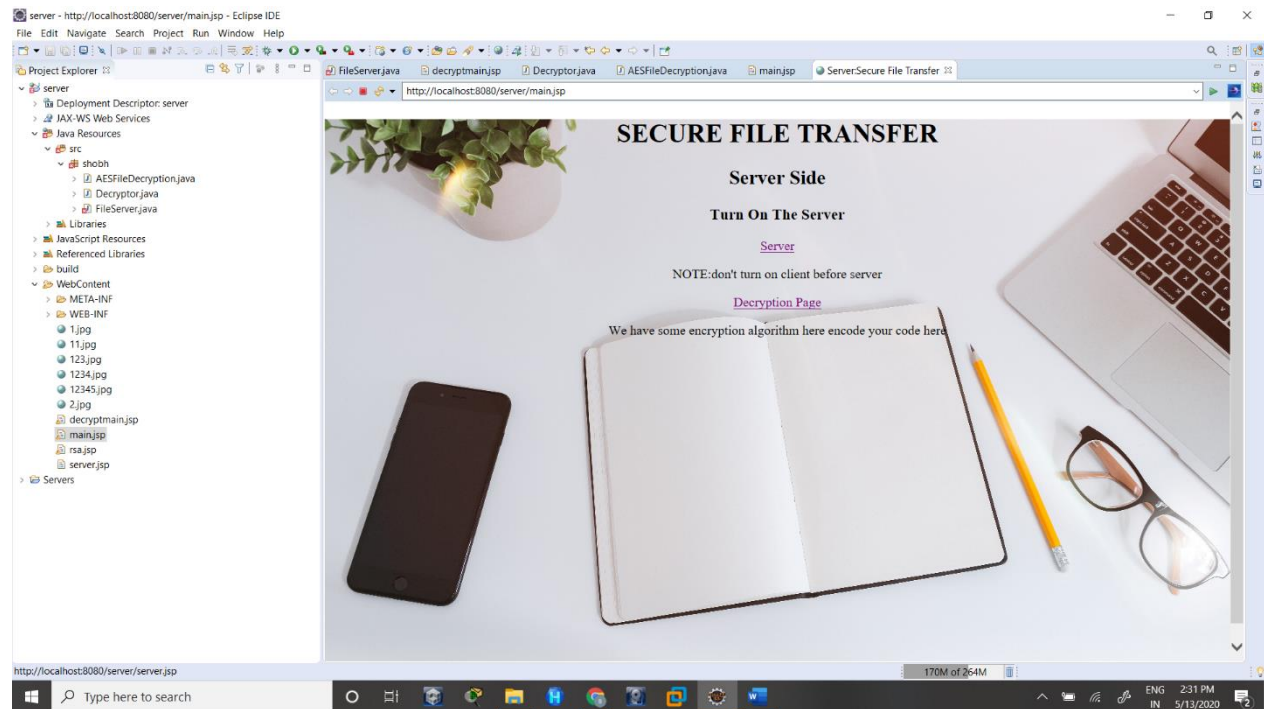 server - http://localhost:8080/server/main.jsp - Eclipse IDE
File Edit Navigate Search Project Run Window Help
Project Explorer
FileServer.java
decryptmain.jsp
Decryptor.java
AESFileDecryption.java
main.jsp
Server:Secure File Transfer
http://localhost:8080/server/main.jsp
server
Deployment Descriptor: server
JAX-WS Web Services
Java Resources
src
shobh
AESFileDecryption.java
Decryptor.java
FileServer.java
Libraries
JavaScript Resources
Referenced Libraries
build
WebContent
META-INF
WEB-INF
1.jpg
11.jpg
123.jpg
1234.jpg
12345.jpg
2.jpg
decryptmain.jsp
main.jsp
rsa.jsp
server.jsp
Servers
SECURE FILE TRANSFER
Server Side
Turn On The Server
Server
NOTE:don't turn on client before server
Decryption Page
We have some encryption algorithm here encode your code here
http://localhost:8080/server/server.jsp
170M of 264M
Type here to search
ENG
IN
2:31 PM
5/13/2020
2